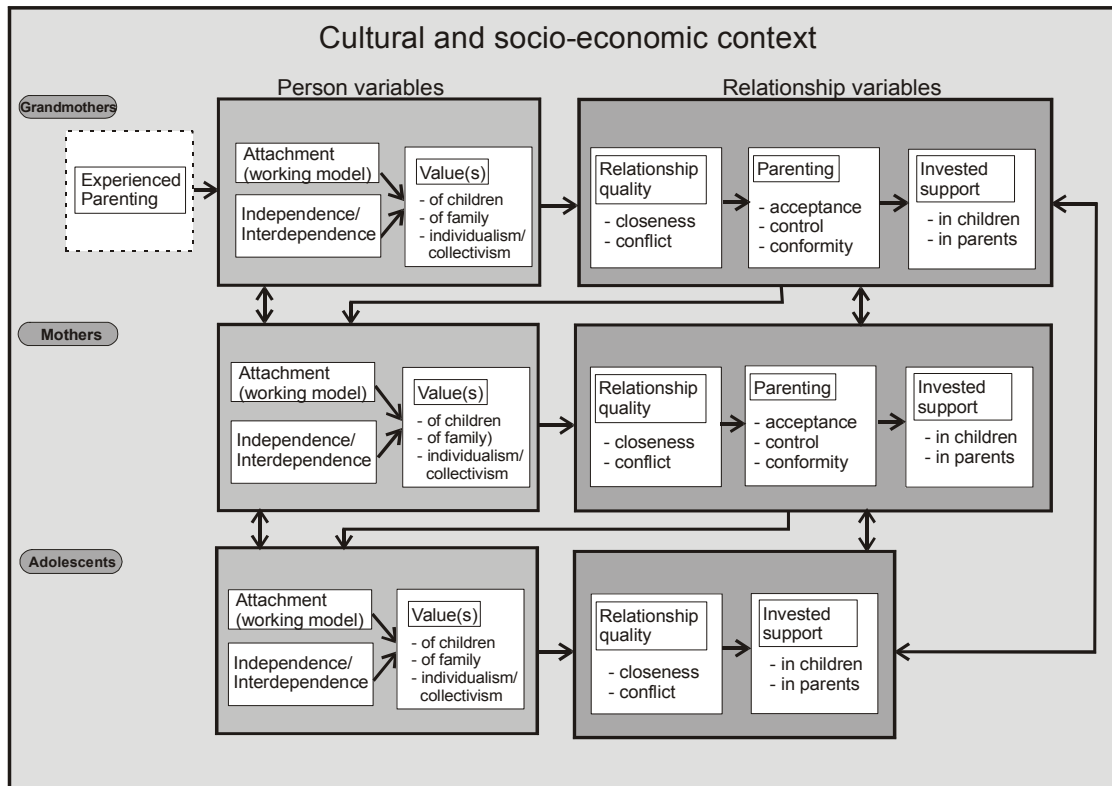 Cultural and socio-economic context
Person variables
Relationship variables
Grandmothers
Experienced
Parenting
Attachment
(working model)
Independence/
Interdependence
Value(s)
- of children
- of family
- individualism/
collectivism
Relationship
quality
- closeness
- conflict
Parenting
- acceptance
- control
- conformity
Invested
support
- in children
- in parents
Mothers
Attachment
(working model)
Independence/
Interdependence
Value(s)
- of children
- of family)
- individualism/
collectivism
Relationship
quality
- closeness
- conflict
Parenting
- acceptance
- control
- conformity
Invested
support
- in children
- in parents
Adolescents
Attachment
(working model)
Independence/
Interdependence
Value(s)
- of children
- of family
- individualism/
collectivism
Relationship
quality
- closeness
- conflict
Invested
support
- in children
- in parents